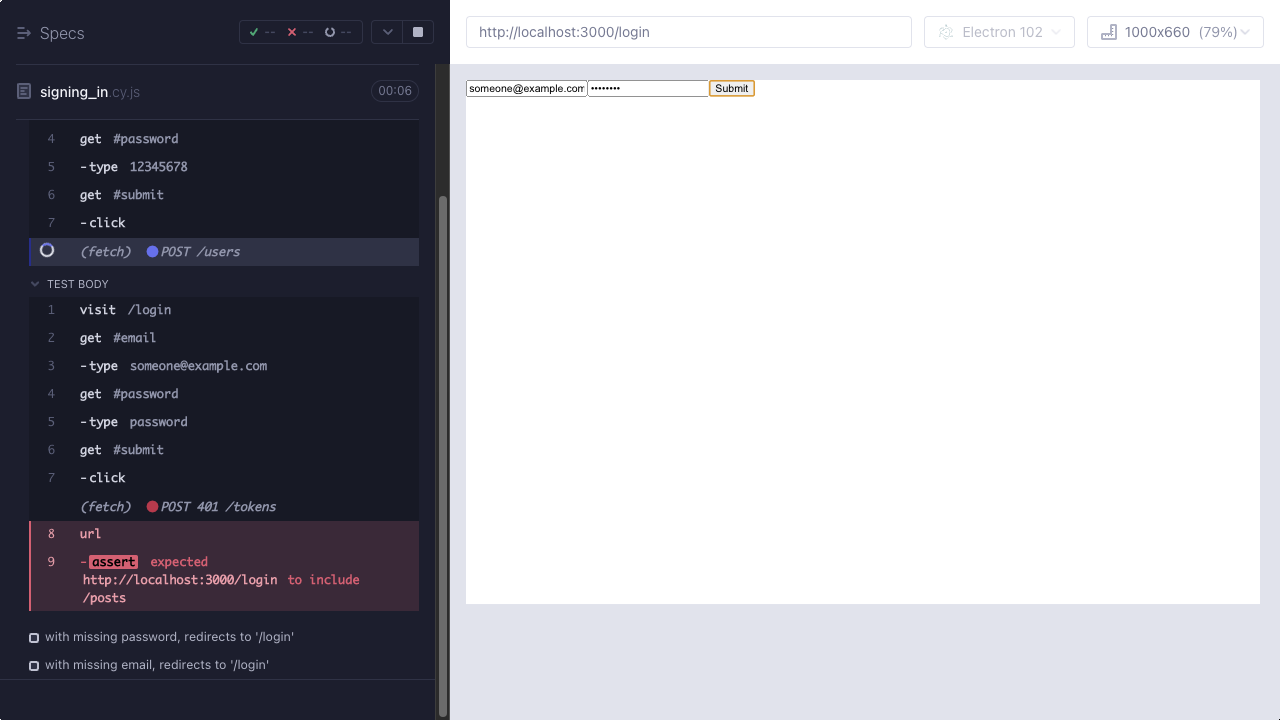 Specs
-- -- --
signing_in.cy.js 00:06
4 get #password
5 -type 12345678
6 get #submit
7 -click
(fetch) POST /users
TEST BODY
1 visit /login
2 get #email
3 -type someone@example.com
4 get #password
5 -type password
6 get #submit
7 -click
(fetch) POST 401 /tokens
8 url
9 -assert expected
http://localhost:3000/login to include
/posts
with missing password, redirects to '/login'
with missing email, redirects to '/login'
http://localhost:3000/login Electron 102 1000x660 (79%)
someone@example.com •••••••• Submit